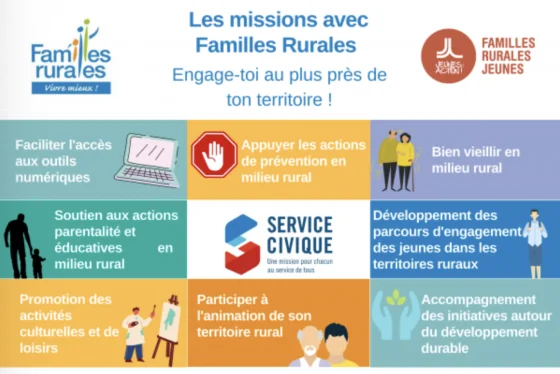 Familles
rurales
Vivre mieux !
Les missions avec
Familles Rurales
Engage-toi au plus près de
ton territoire !
JEUNES
ACTION!
FAMILLES
RURALES
JEUNES
Faciliter l'accès
aux outils
numériques
Appuyer les actions
de prévention en
milieu rural
Bien vieillir en
milieu rural
Soutien aux actions
parentalité et
éducatives en
milieu rural
SERVICE
CIVIQUE
Une mission pour chacun
au service de tous
Développement des
parcours d'engagement
des jeunes dans les
territoires ruraux
Promotion des
activités
culturelles et de
loisirs
Participer à
l'animation de son
territoire rural
Accompagnement
des initiatives autour
du développement
durable